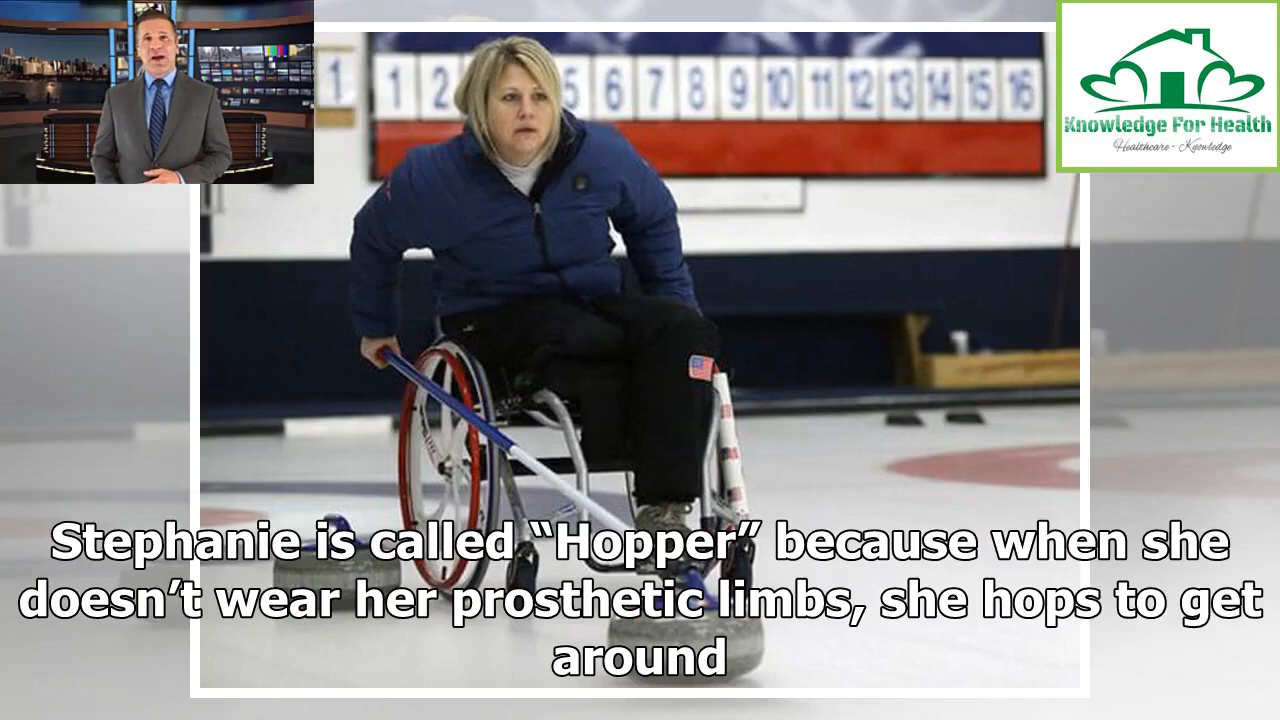 1 1 2 5 6 7 8 9 10 11 12 13 14 15 16
Knowledge For Health
Healthcare - Knowledge
Stephanie is called “Hopper” because when she
doesn’t wear her prosthetic limbs, she hops to get
around